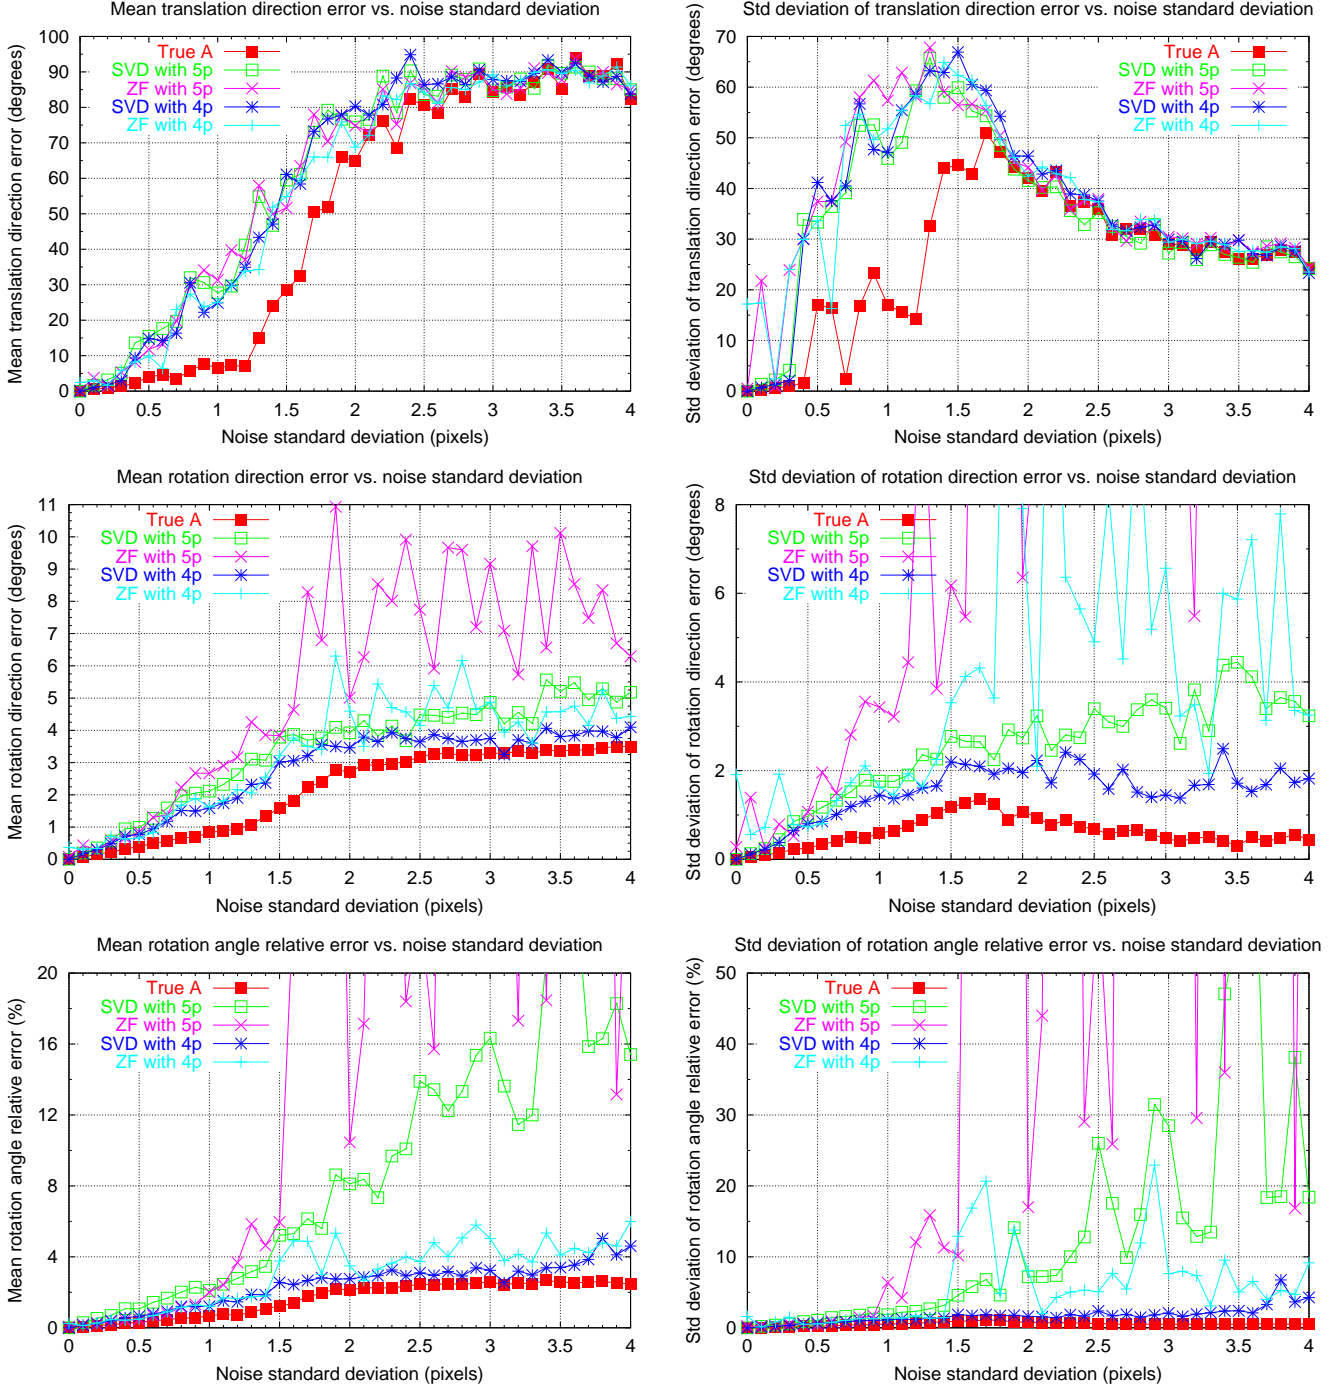 Mean translation direction error vs. noise standard deviation
Mean translation direction error (degrees)
100
90
80
70
60
50
40
30
20
10
0
True A
SVD with 5p
ZF with 5p
SVD with 4p
ZF with 4p
0 0.5 1 1.5 2 2.5 3 3.5 4
Noise standard deviation (pixels)
Std deviation of translation direction error vs. noise standard deviation
Std deviation of translation direction error (degrees)
70
60
50
40
30
20
10
0
True A
SVD with 5p
ZF with 5p
SVD with 4p
ZF with 4p
0 0.5 1 1.5 2 2.5 3 3.5 4
Noise standard deviation (pixels)
Mean rotation direction error vs. noise standard deviation
Mean rotation direction error (degrees)
11
10
9
8
7
6
5
4
3
2
1
0
True A
SVD with 5p
ZF with 5p
SVD with 4p
ZF with 4p
0 0.5 1 1.5 2 2.5 3 3.5 4
Noise standard deviation (pixels)
Std deviation of rotation direction error vs. noise standard deviation
Std deviation of rotation direction error (degrees)
8
6
4
2
0
True A
SVD with 5p
ZF with 5p
SVD with 4p
ZF with 4p
0 0.5 1 1.5 2 2.5 3 3.5 4
Noise standard deviation (pixels)
Mean rotation angle relative error vs. noise standard deviation
Mean rotation angle relative error (%)
20
16
12
8
4
0
True A
SVD with 5p
ZF with 5p
SVD with 4p
ZF with 4p
0 0.5 1 1.5 2 2.5 3 3.5 4
Noise standard deviation (pixels)
Std deviation of rotation angle relative error vs. noise standard deviation
Std deviation of rotation angle relative error (%)
50
40
30
20
10
0
True A
SVD with 5p
ZF with 5p
SVD with 4p
ZF with 4p
0 0.5 1 1.5 2 2.5 3 3.5 4
Noise standard deviation (pixels)